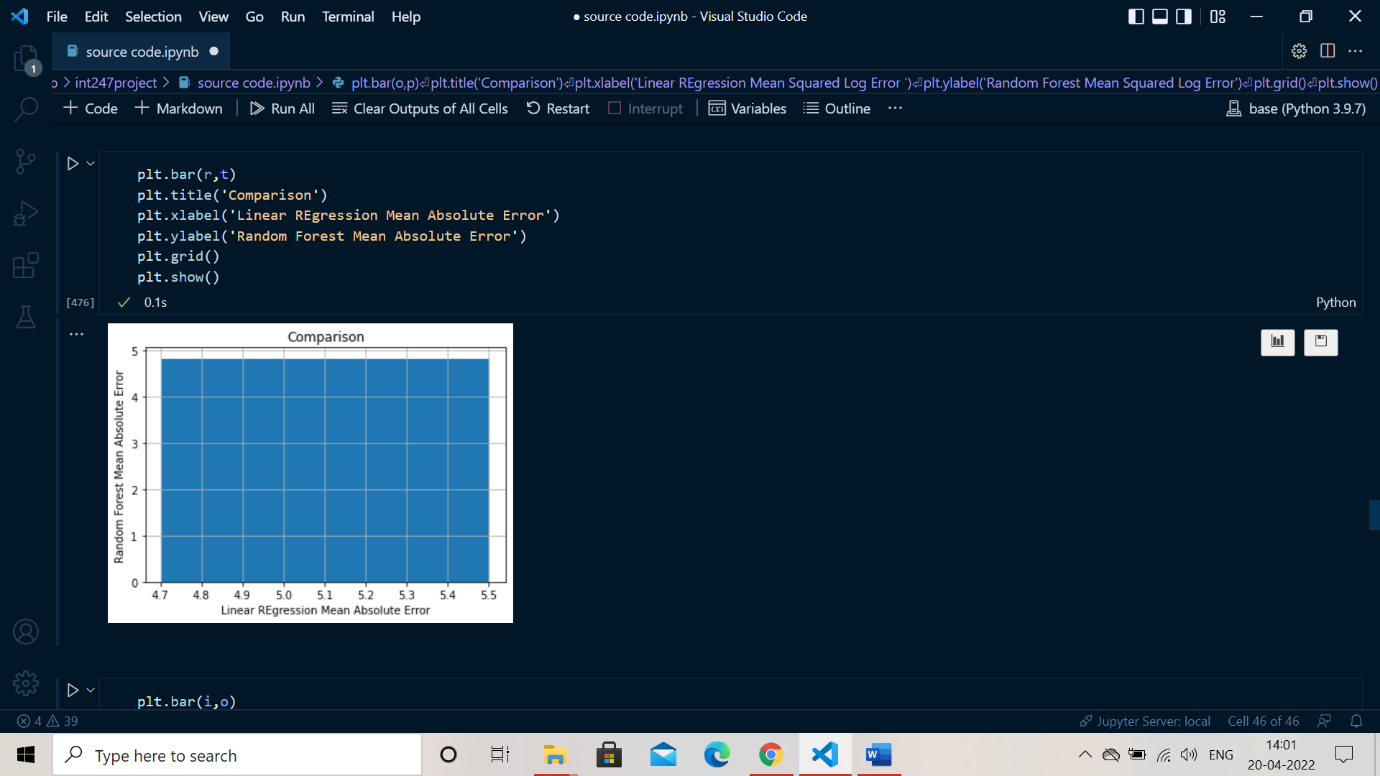 File Edit Selection View Go Run Terminal Help
● source code.ipynb - Visual Studio Code
source code.ipynb ●
1
> int247project > source code.ipynb > plt.bar(o,p)⏎plt.title('Comparison')⏎plt.xlabel('Linear REgression Mean Squared Log Error ')⏎plt.ylabel('Random Forest Mean Squared Log Error')⏎plt.grid()⏎plt.show()
+ Code + Markdown Run All Clear Outputs of All Cells Restart Interrupt Variables Outline ···
base (Python 3.9.7)
plt.bar(r,t)
plt.title('Comparison')
plt.xlabel('Linear REgression Mean Absolute Error')
plt.ylabel('Random Forest Mean Absolute Error')
plt.grid()
plt.show()
[476] ✓ 0.1s
Python
Comparison
Random Forest Mean Absolute Error
5
4
3
2
1
0
4.7 4.8 4.9 5.0 5.1 5.2 5.3 5.4 5.5
Linear REgression Mean Absolute Error
plt.bar(i,o)
4 39
Jupyter Server: local Cell 46 of 46
Type here to search
ENG
14:01
20-04-2022